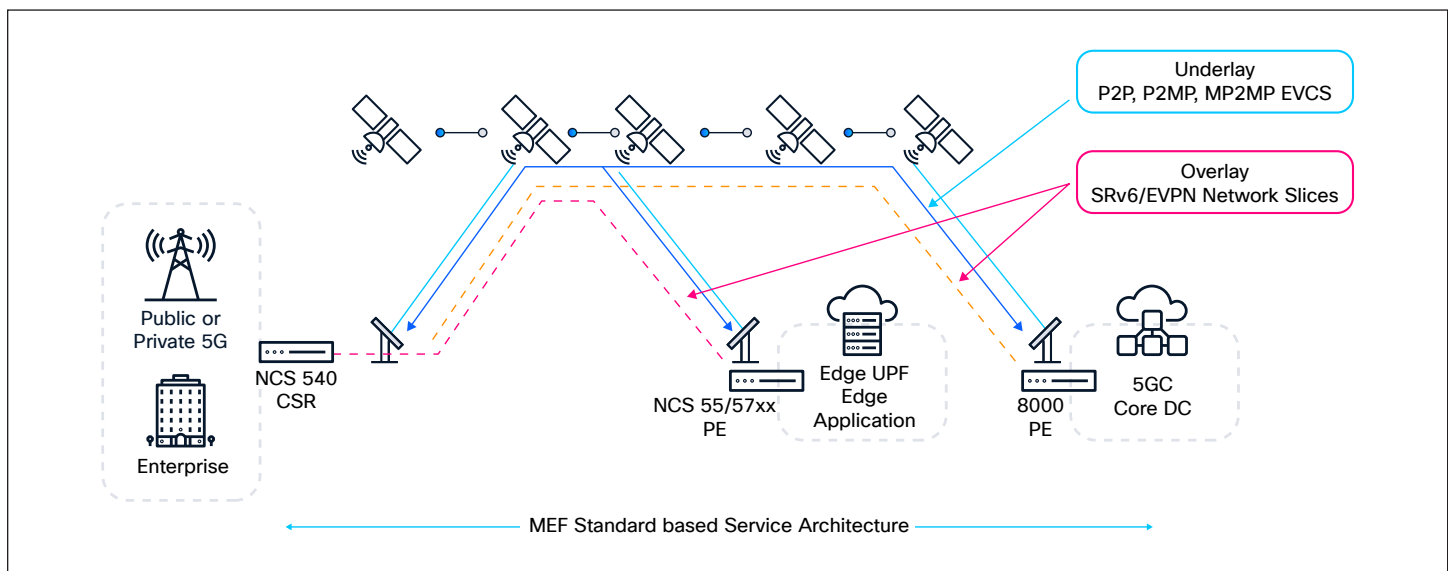 Underlay
P2P, P2MP, MP2MP EVCS
Overlay
SRv6/EVPN Network Slices
Public or
Private 5G
NCS 540
CSR
Enterprise
NCS 55/57xx
PE
Edge UPF
Edge
Application
8000
PE
5GC
Core DC
MEF Standard based Service Architecture